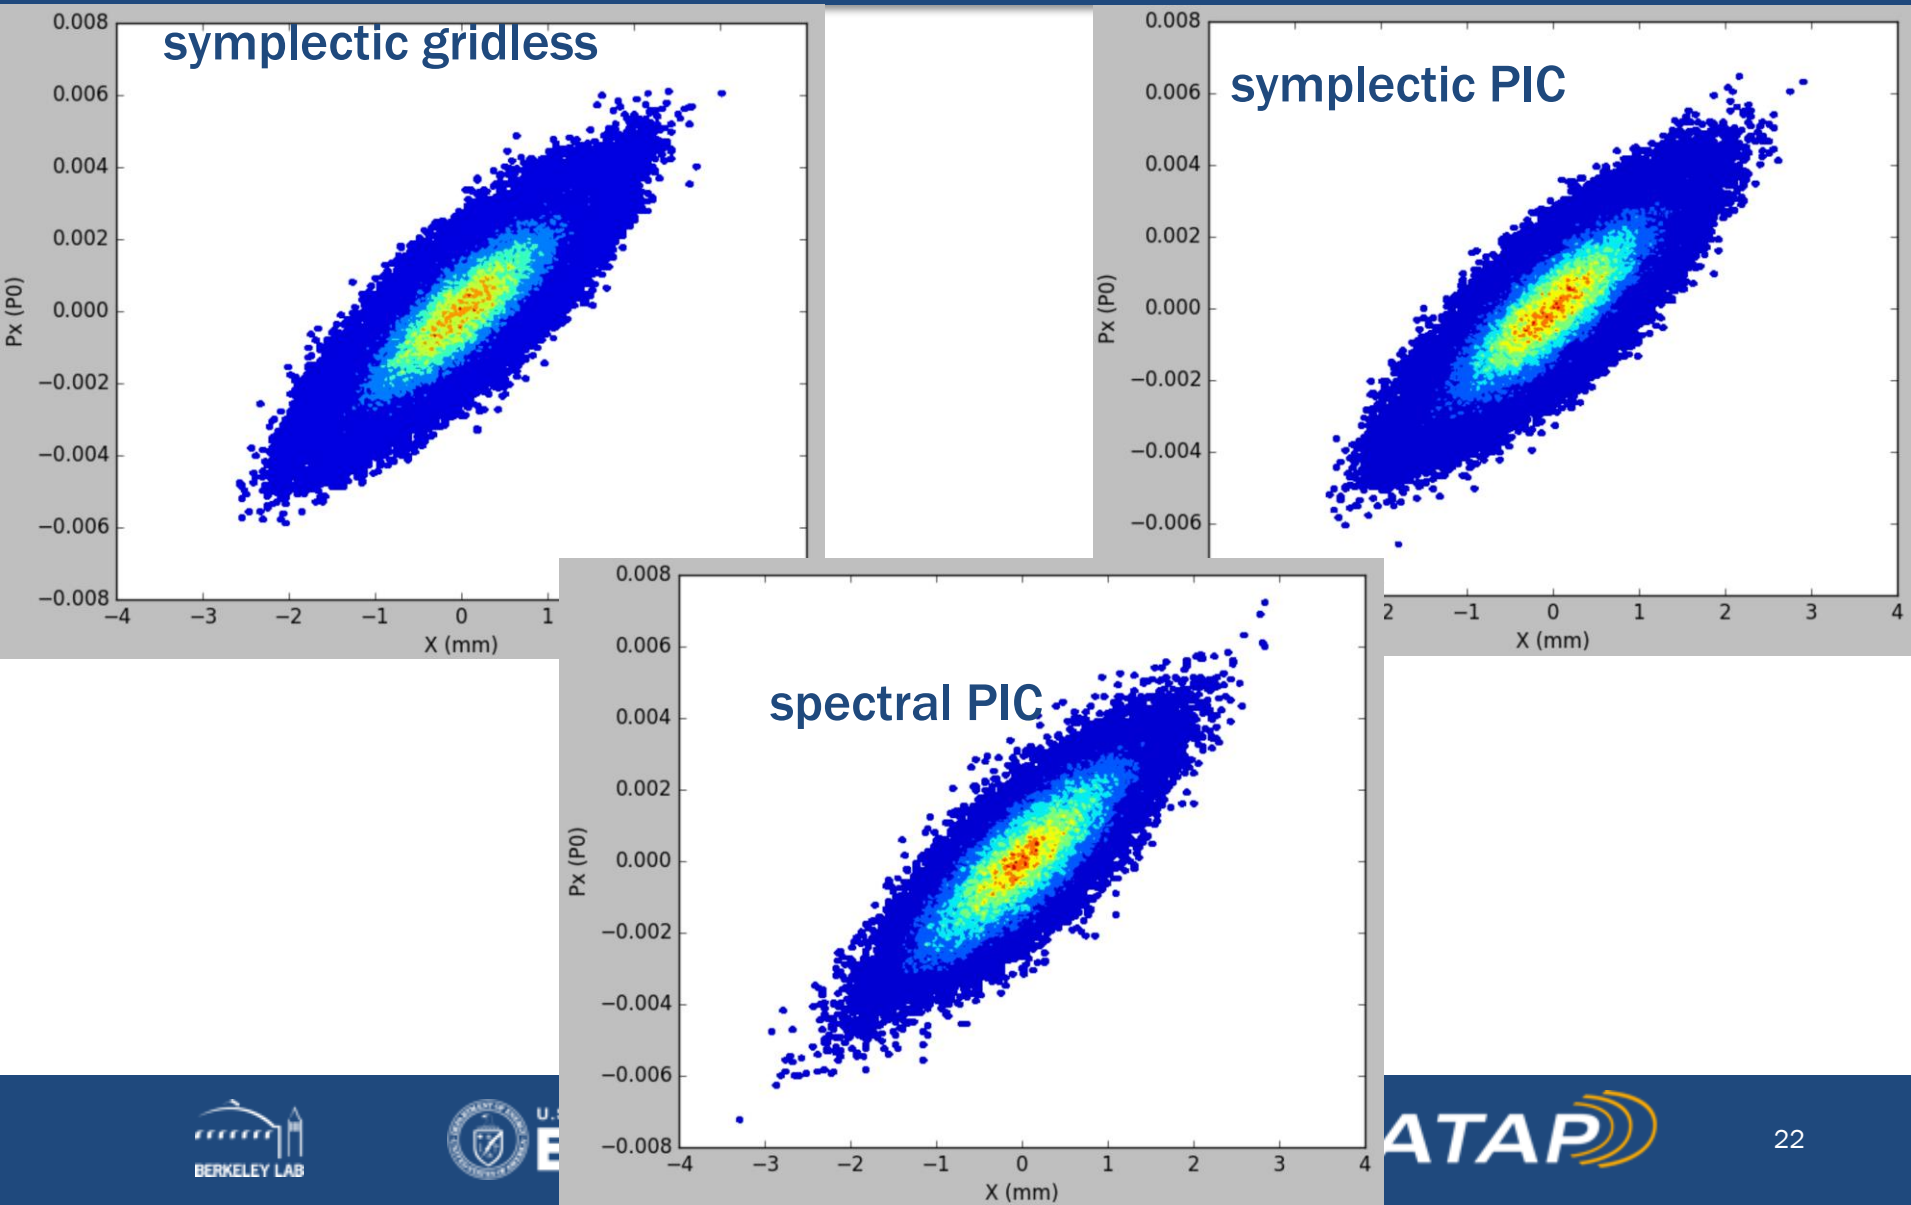 symplectic gridless
0.008
0.006
0.004
0.002
0.000
−0.002
−0.004
−0.006
−0.008
Px (P0)
−4 −3 −2 −1 0 1
X (mm)
symplectic PIC
0.008
0.006
0.004
0.002
0.000
−0.002
−0.004
−0.006
Px (P0)
2 −1 0 1 2 3 4
X (mm)
spectral PIC
0.008
0.006
0.004
0.002
0.000
−0.002
−0.004
−0.006
−0.008
Px (P0)
−4 −3 −2 −1 0 1 2 3 4
X (mm)
BERKELEY LAB
ATAP
22